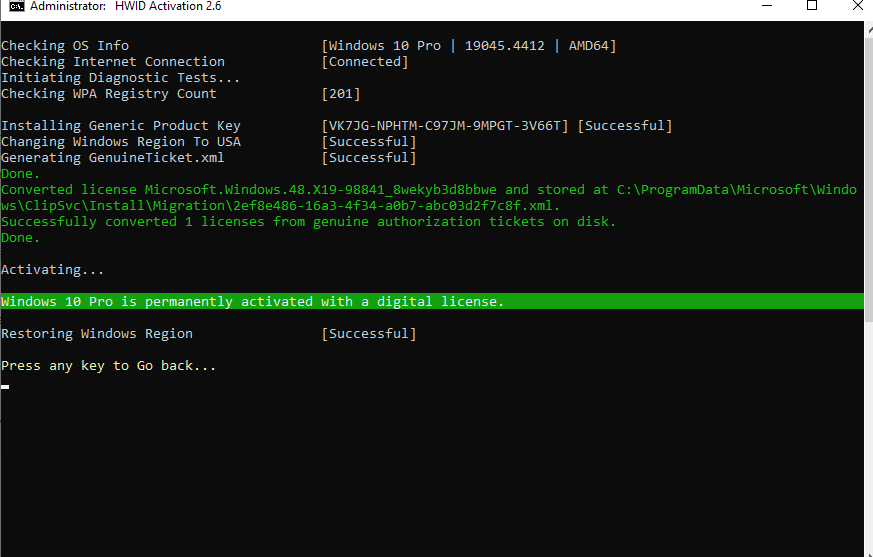 Administrator: HWID Activation 2.6
Checking OS Info [Windows 10 Pro | 19045.4412 | AMD64]
Checking Internet Connection [Connected]
Initiating Diagnostic Tests...
Checking WPA Registry Count [201]
Installing Generic Product Key [VK7JG-NPHTM-C97JM-9MPGT-3V66T] [Successful]
Changing Windows Region To USA [Successful]
Generating GenuineTicket.xml [Successful]
Done.
Converted license Microsoft.Windows.48.X19-98841_8wekyb3d8bbwe and stored at C:\ProgramData\Microsoft\Windo
ws\ClipSvc\Install\Migration\2ef8e486-16a3-4f34-a0b7-abc03d2f7c8f.xml.
Successfully converted 1 licenses from genuine authorization tickets on disk.
Done.
Activating...
Windows 10 Pro is permanently activated with a digital license.
Restoring Windows Region [Successful]
Press any key to Go back...